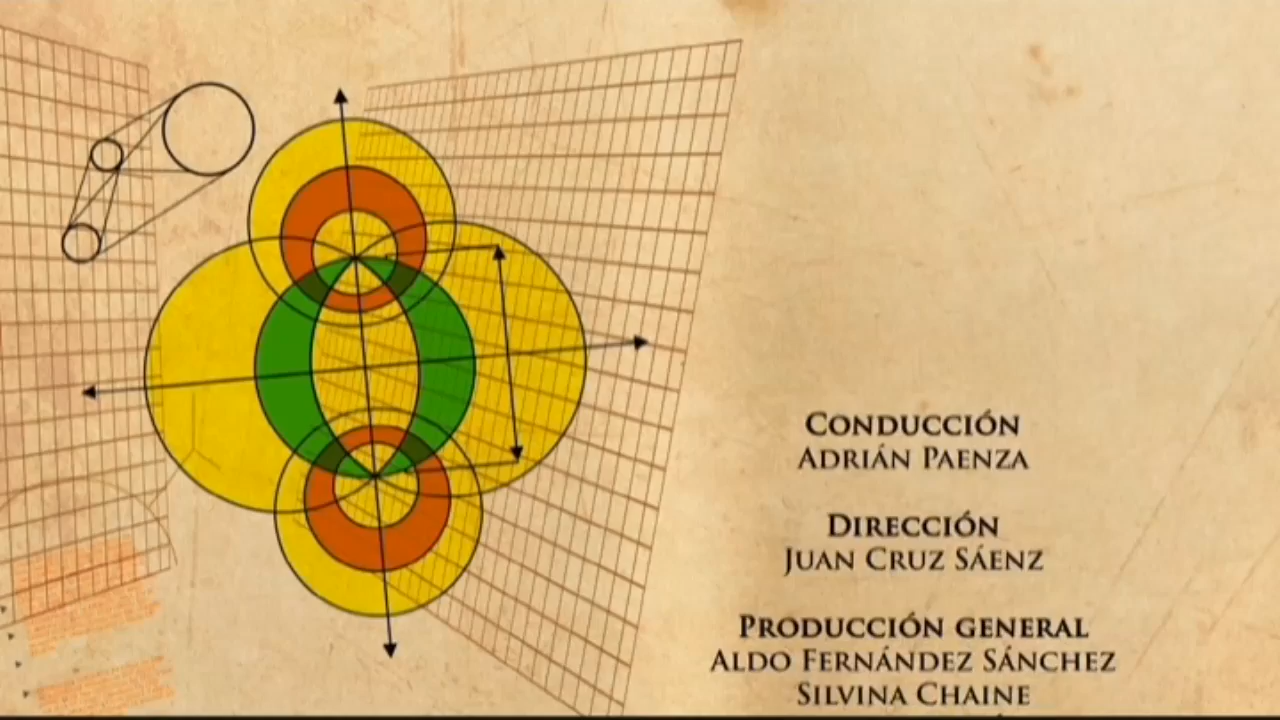 CONDUCCIÓN
ADRIÁN PAENZA
DIRECCIÓN
JUAN CRUZ SÁENZ
PRODUCCIÓN GENERAL
ALDO FERNÁNDEZ SÁNCHEZ
SILVINA CHAINE